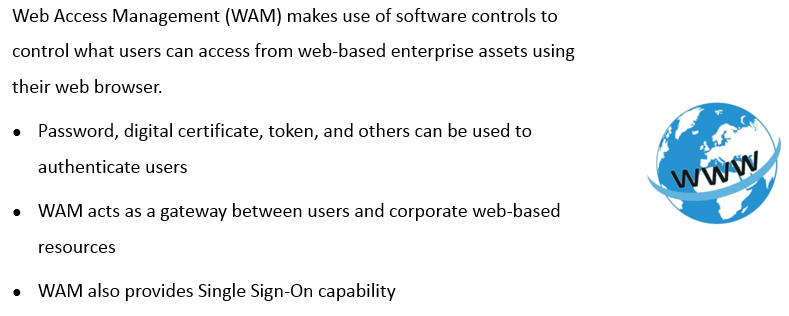 Web Access Management (WAM) makes use of software controls to
control what users can access from web-based enterprise assets using
their web browser.
• Password, digital certificate, token, and others can be used to
authenticate users
• WAM acts as a gateway between users and corporate web-based
resources
• WAM also provides Single Sign-On capability
WWW